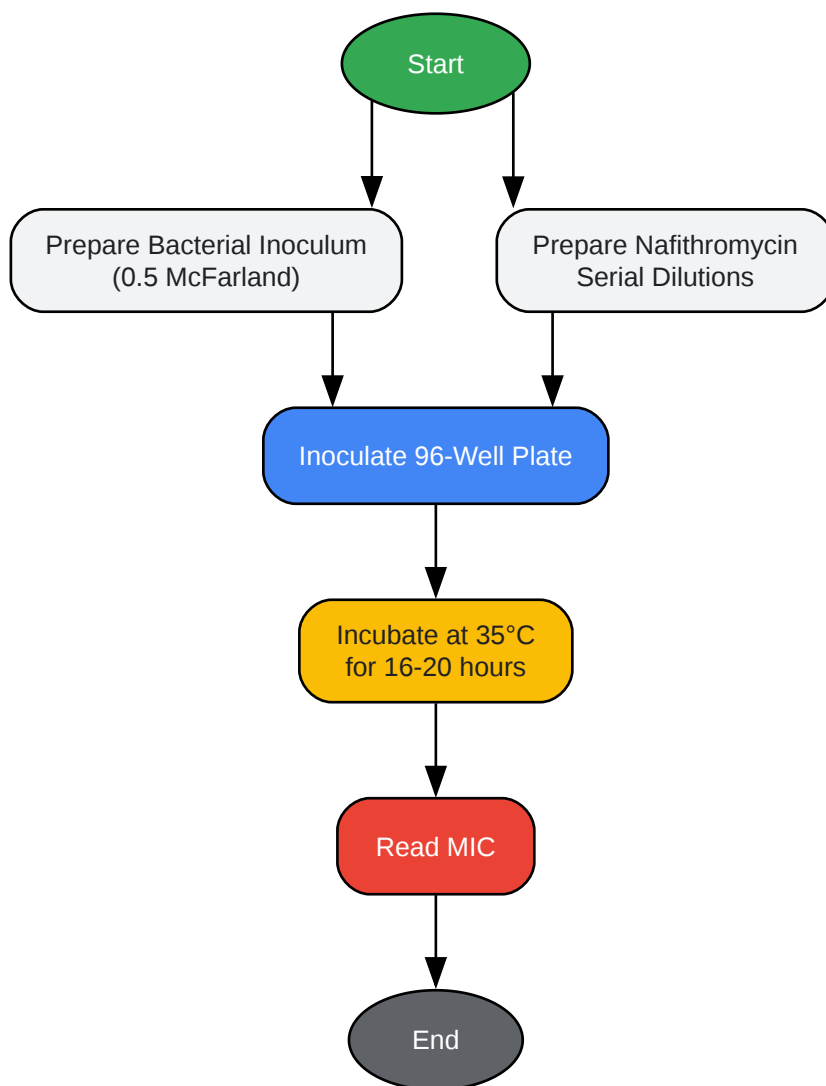 Start
Prepare Bacterial Inoculum
(0.5 McFarland)
Prepare Nafithromycin
Serial Dilutions
Inoculate 96-Well Plate
Incubate at 35°C
for 16-20 hours
Read MIC
End